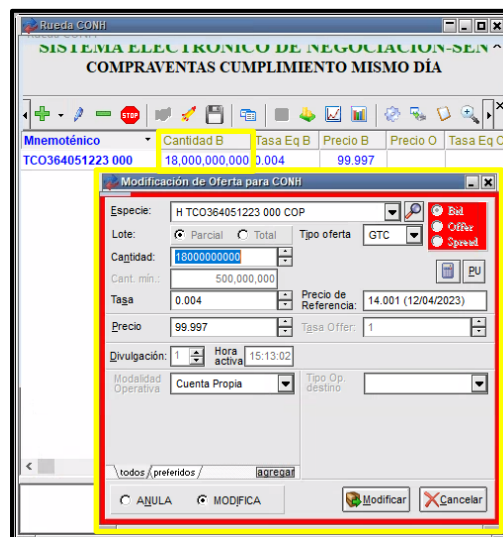 Rueda CONH
SISTEMA ELECTRONICO DE NEGOCIACION-SEN
COMPRAVENTAS CUMPLIMIENTO MISMO DÍA
STOP
Mnemotécnico Cantidad B Tasa Eq B Precio B Precio O Tasa Eq O
TCO364051223 000 18,000,000,000 0.004 99.997
Modificación de Oferta para CONH
Especie: H TCO364051223 000 COP Bid
Lote: Parcial Total Tipo oferta GTC Offer
Spread
Cantidad: 18000000000
Cant. mín.: 500,000,000 PU
Tasa 0.004 Precio de Referencia: 14.001 (12/04/2023)
Precio 99.997 Tasa Offer: 1
Divulgación: 1 Hora activa 15:13:02
Modalidad Operativa Cuenta Propia Tipo Op. destino
todos preferidos agregar
ANULA MODIFICA Modificar Cancelar